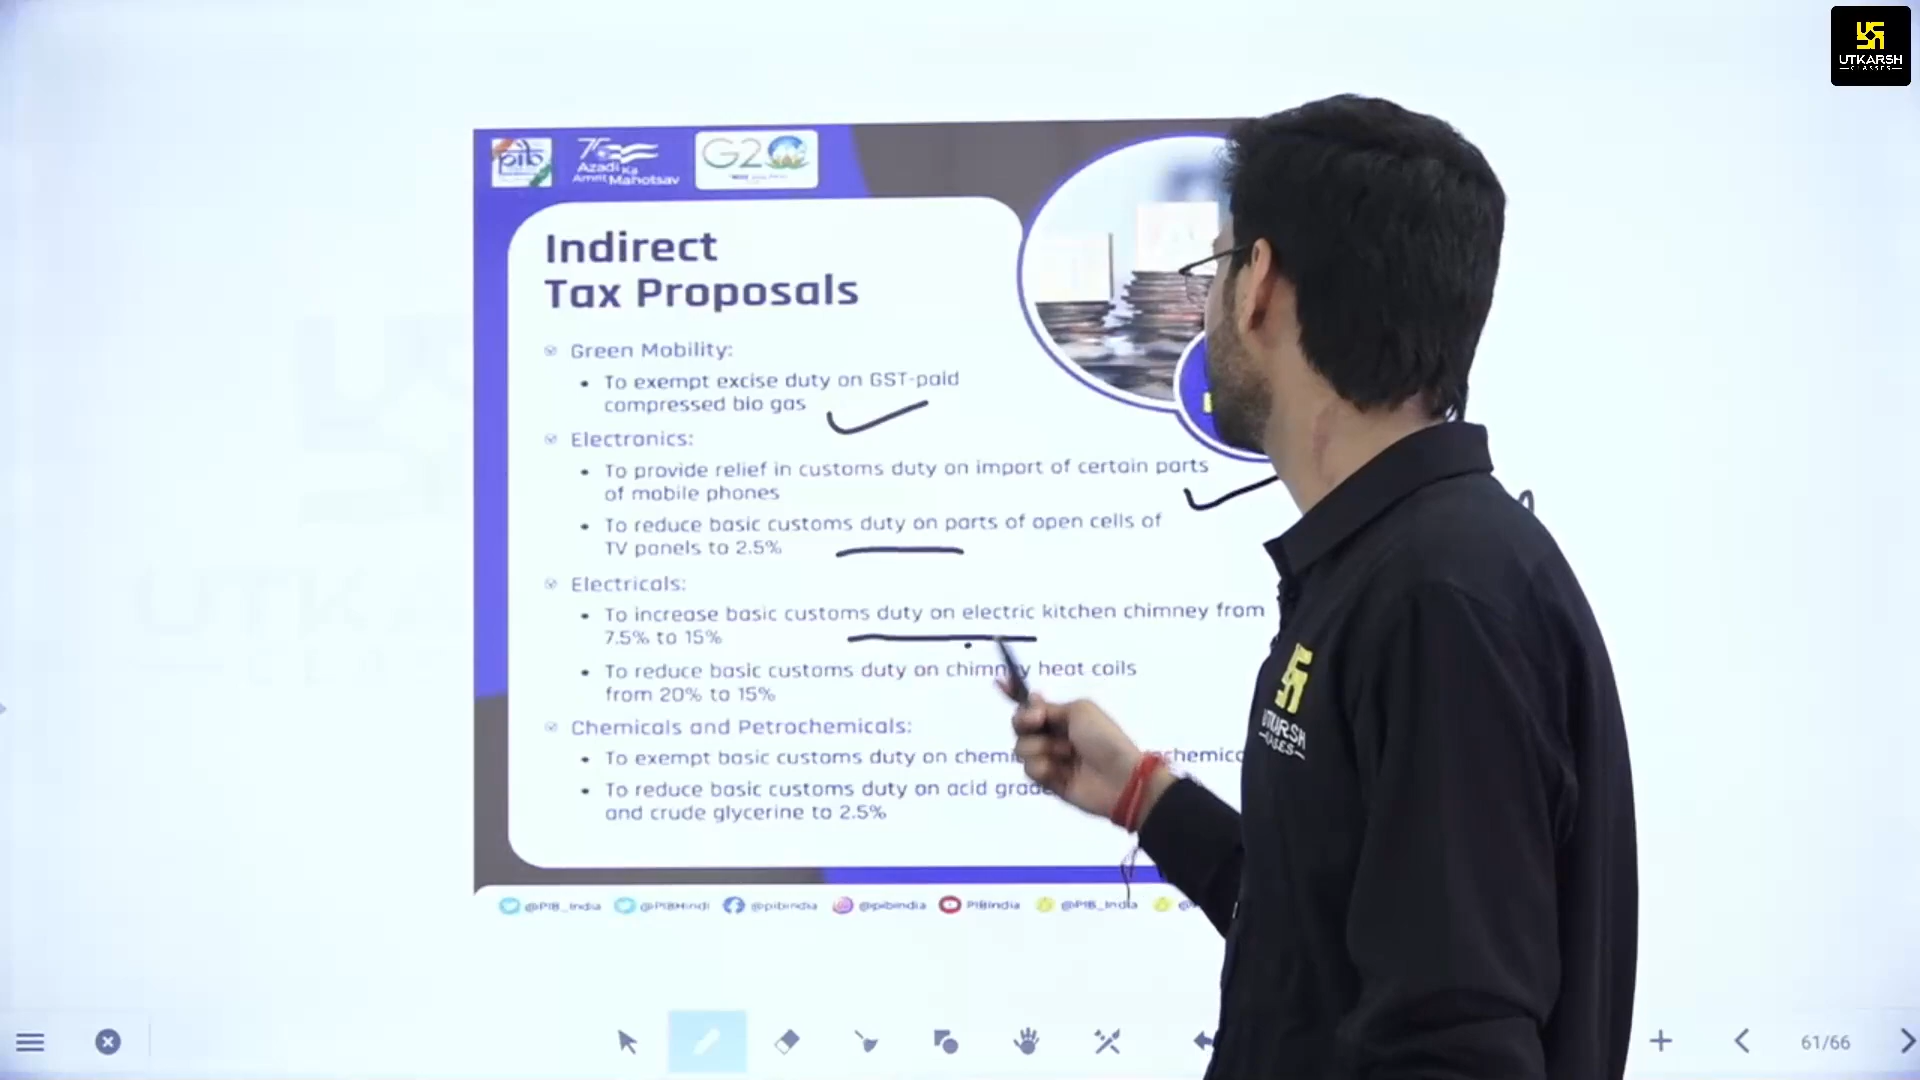 UTKARSH
CLASSES
pib
75
Azadi Ka
Amrit Mahotsav
G20
Indirect
Tax Proposals
Green Mobility:
• To exempt excise duty on GST-paid
compressed bio gas
Electronics:
• To provide relief in customs duty on import of certain parts
of mobile phones
• To reduce basic customs duty on parts of open cells of
TV panels to 2.5%
Electricals:
• To increase basic customs duty on electric kitchen chimney from
7.5% to 15%
• To reduce basic customs duty on chimney heat coils
from 20% to 15%
Chemicals and Petrochemicals:
• To exempt basic customs duty on
• To reduce basic customs duty on acid
and crude glycerine to 2.5%
@PIB_India @PIBHindi @pibindia @pibindia PIBIndia @PIB_India
UTKARSH
CLASSES
61/66